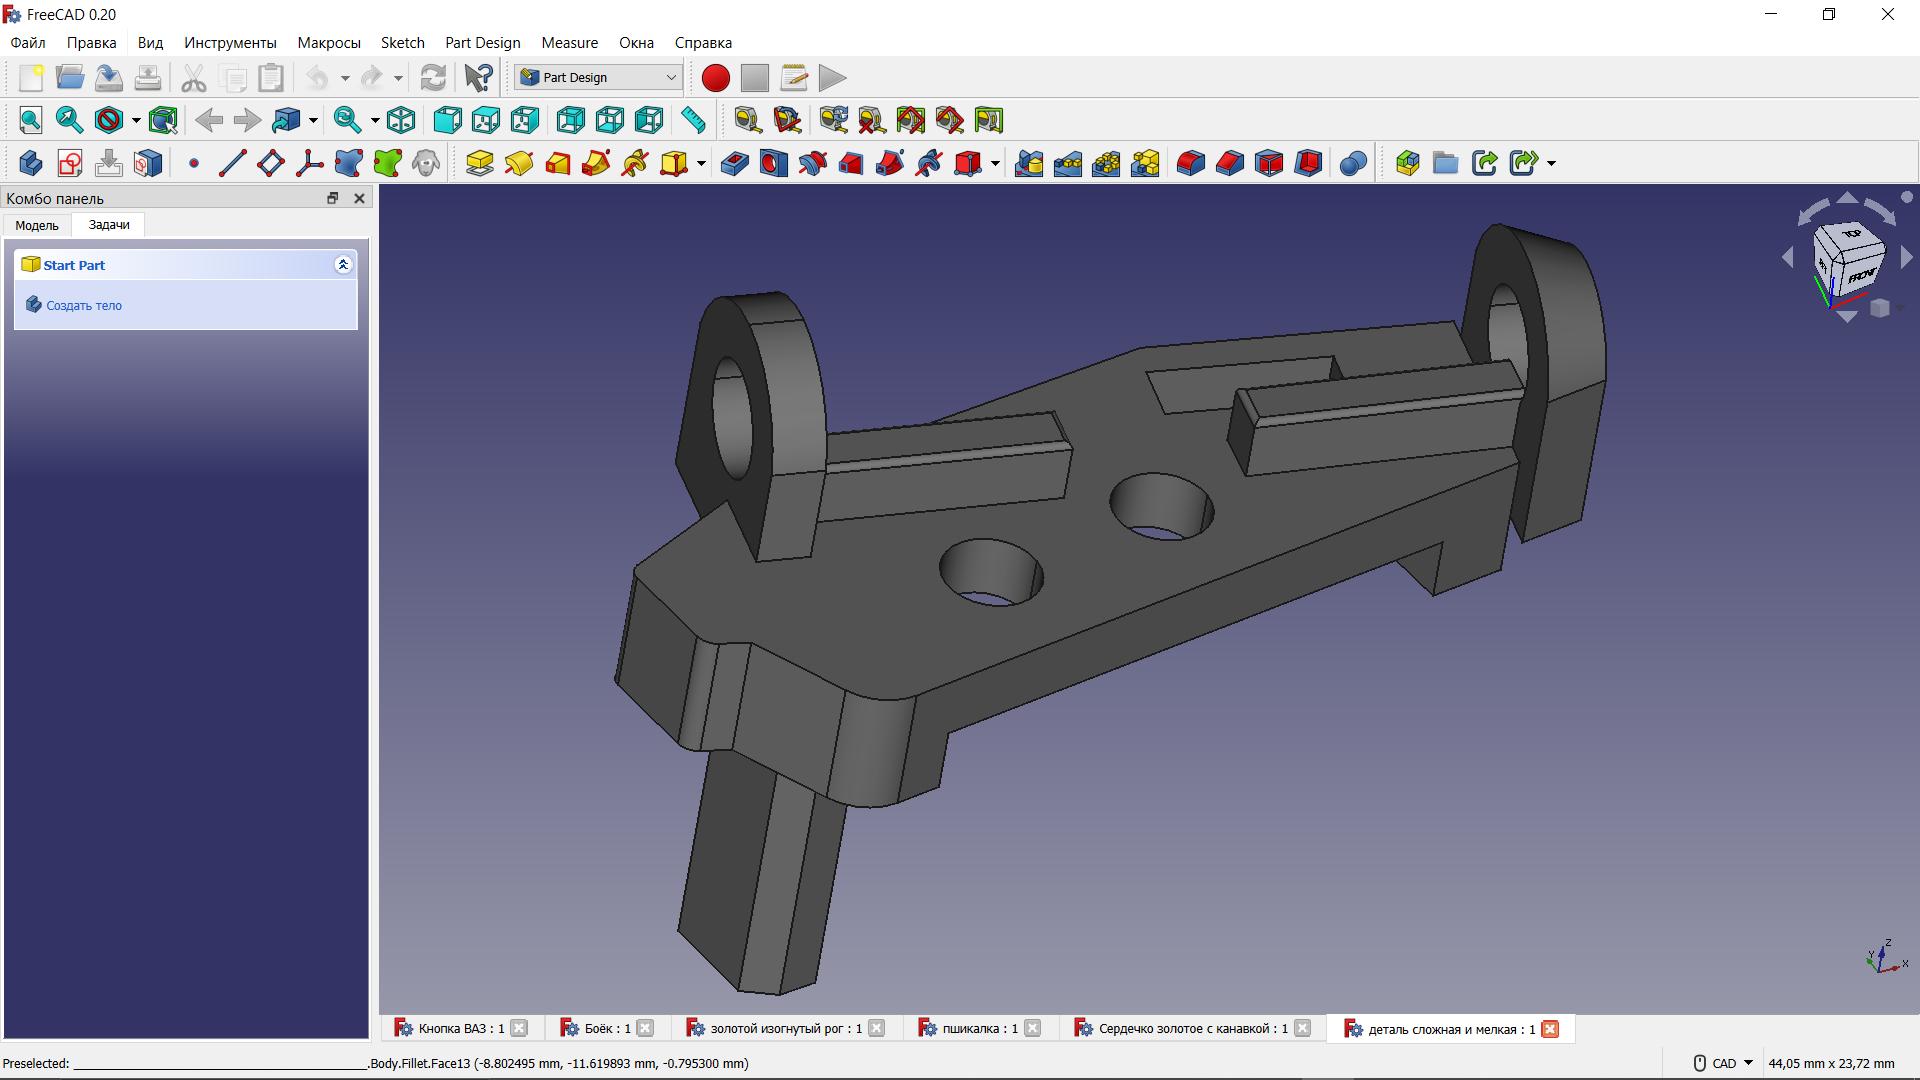 FreeCAD 0.20
Файл Правка Вид Инструменты Макросы Sketch Part Design Measure Окна Справка
Part Design
Комбо панель
Модель Задачи
Start Part
Создать тело
TOP
FRONT
Z
Y
X
Кнопка ВАЗ : 1 Боёк : 1 золотой изогнутый рог : 1 пшикалка : 1 Сердечко золотое с канавкой : 1 деталь сложная и мелкая : 1
Preselected: ___________________________________________.Body.Fillet.Face13 (-8.802495 mm, -11.619893 mm, -0.795300 mm) CAD 44,05 mm x 23,72 mm